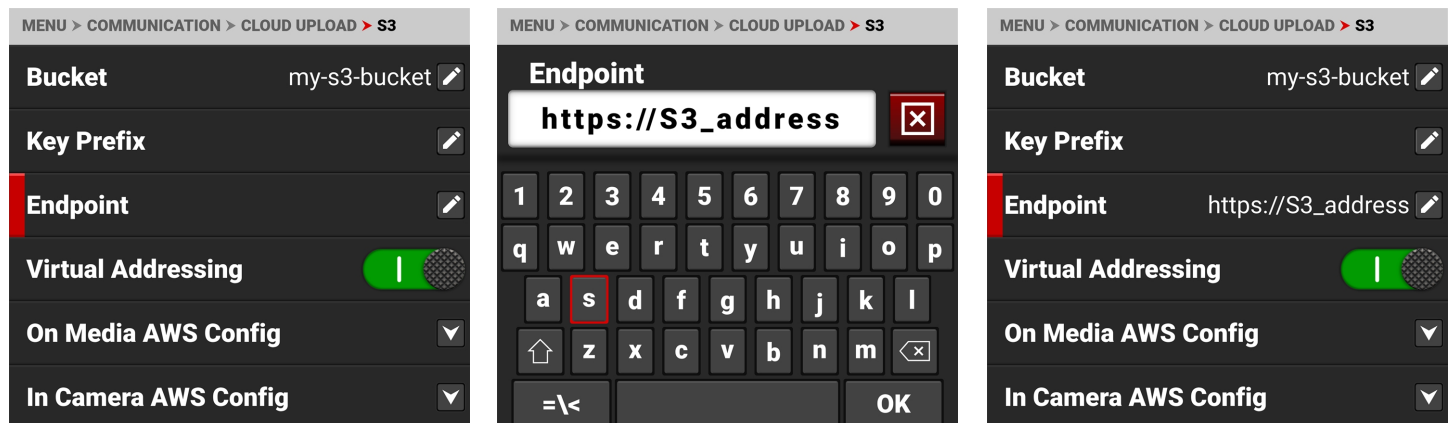 MENU > COMMUNICATION > CLOUD UPLOAD > S3
Bucket my-s3-bucket
Key Prefix
Endpoint
Virtual Addressing
On Media AWS Config
In Camera AWS Config
MENU > COMMUNICATION > CLOUD UPLOAD > S3
Endpoint
https://S3_address
1 2 3 4 5 6 7 8 9 0
q w e r t y u i o p
a s d f g h j k l
z x c v b n m
=\< OK
MENU > COMMUNICATION > CLOUD UPLOAD > S3
Bucket my-s3-bucket
Key Prefix
Endpoint https://S3_address
Virtual Addressing
On Media AWS Config
In Camera AWS Config